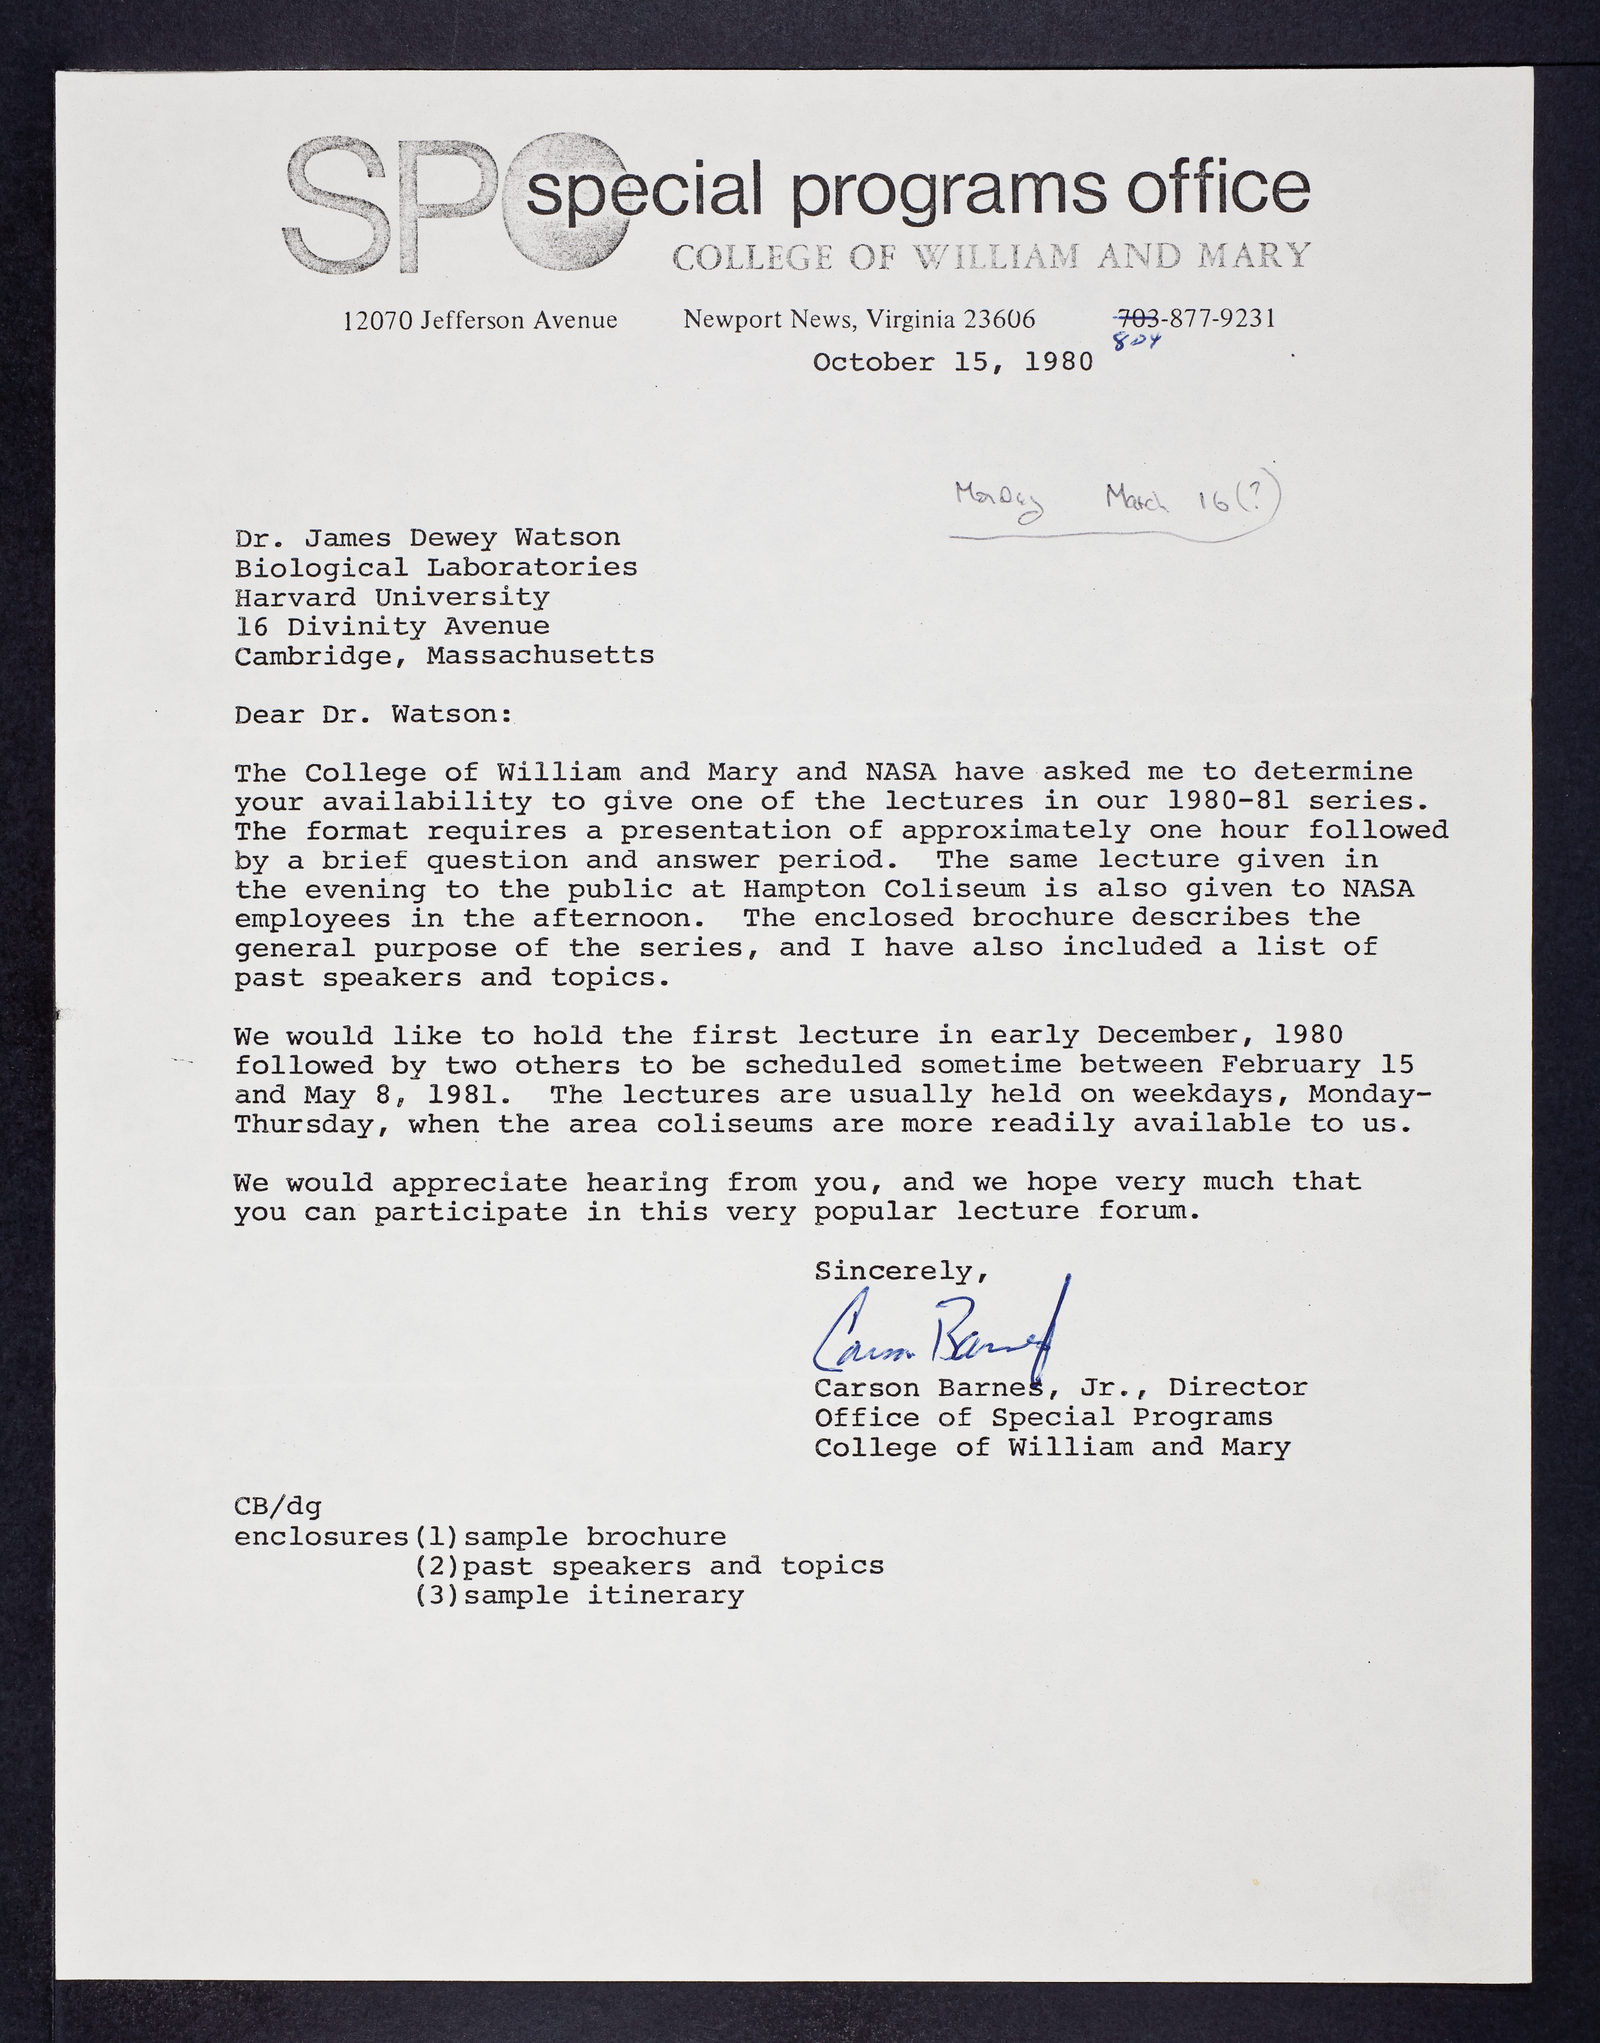 SPO special programs office
COLLEGE OF WILLIAM AND MARY
12070 Jefferson Avenue Newport News, Virginia 23606 703-877-9231
804
October 15, 1980
Monday March 16 (?)
Dr. James Dewey Watson
Biological Laboratories
Harvard University
16 Divinity Avenue
Cambridge, Massachusetts
Dear Dr. Watson:
The College of William and Mary and NASA have asked me to determine
your availability to give one of the lectures in our 1980-81 series.
The format requires a presentation of approximately one hour followed
by a brief question and answer period. The same lecture given in
the evening to the public at Hampton Coliseum is also given to NASA
employees in the afternoon. The enclosed brochure describes the
general purpose of the series, and I have also included a list of
past speakers and topics.
We would like to hold the first lecture in early December, 1980
followed by two others to be scheduled sometime between February 15
and May 8, 1981. The lectures are usually held on weekdays, Monday-
Thursday, when the area coliseums are more readily available to us.
We would appreciate hearing from you, and we hope very much that
you can participate in this very popular lecture forum.
Sincerely,
Carson Barnes
Carson Barnes, Jr., Director
Office of Special Programs
College of William and Mary
CB/dg
enclosures(1)sample brochure
(2)past speakers and topics
(3)sample itinerary